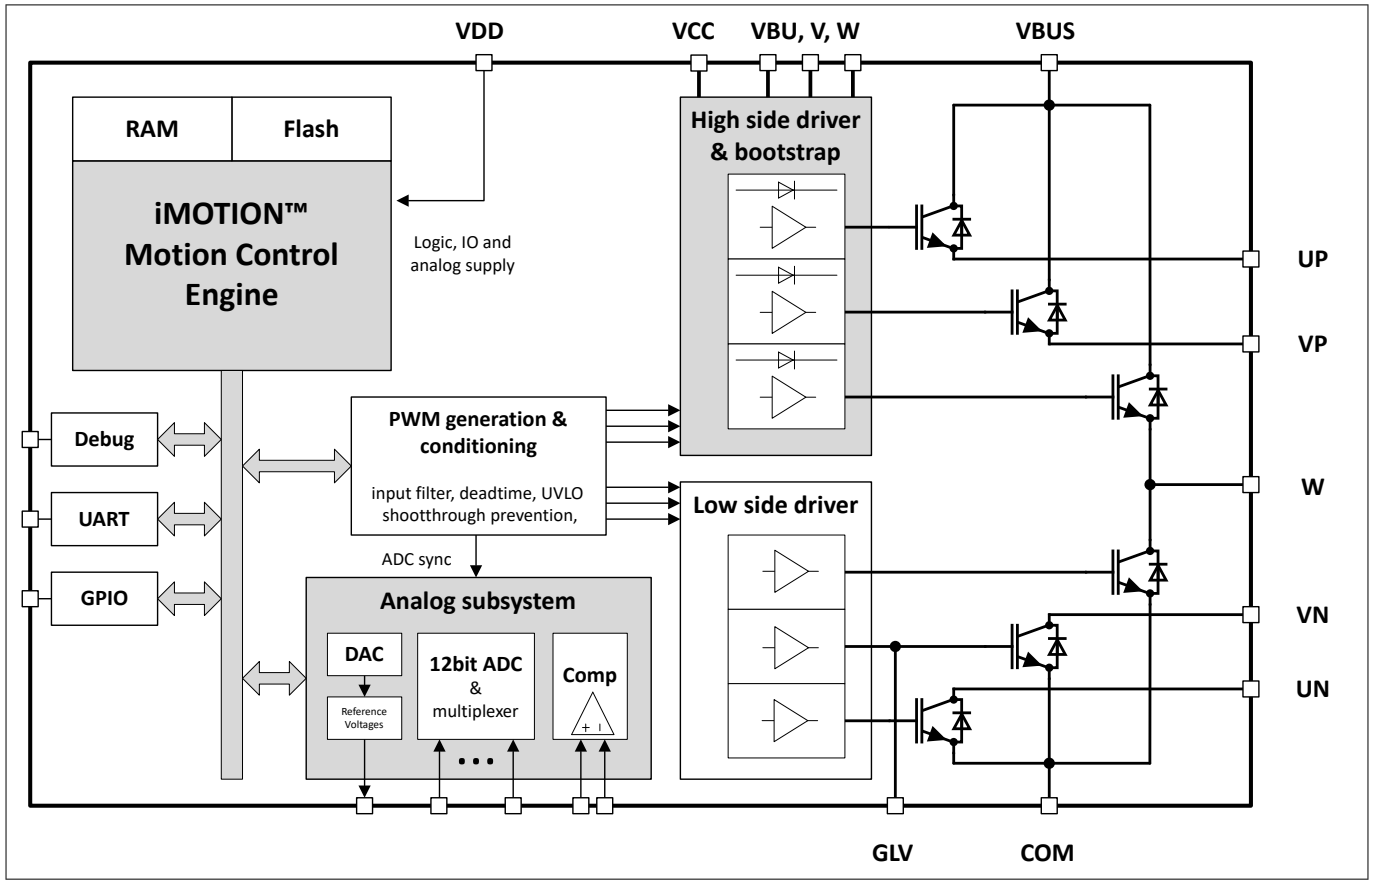 VDD
VCC
VBU, V, W
VBUS
RAM
Flash
iMOTION™
Motion Control
Engine
Logic, IO and
analog supply
High side driver
& bootstrap
UP
VP
W
VN
UN
Debug
UART
GPIO
PWM generation &
conditioning
input filter, deadtime, UVLO
shootthrough prevention,
ADC sync
Low side driver
Analog subsystem
DAC
Reference
Voltages
12bit ADC
&
multiplexer
Comp
+ -
...
GLV
COM